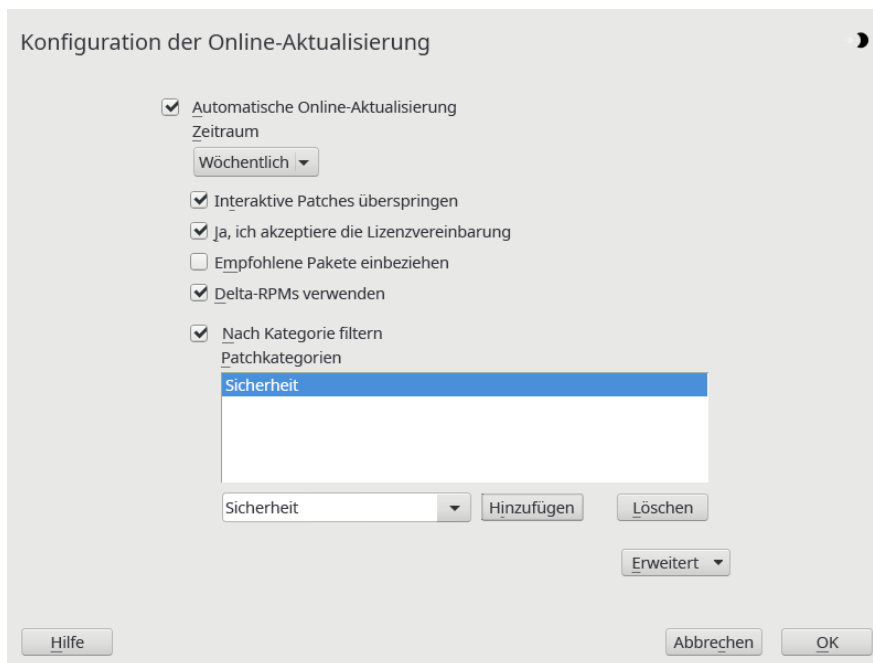 Konfiguration der Online-Aktualisierung
Automatische Online-Aktualisierung
Zeitraum
Wöchentlich
Interaktive Patches überspringen
Ja, ich akzeptiere die Lizenzvereinbarung
Empfohlene Pakete einbeziehen
Delta-RPMs verwenden
Nach Kategorie filtern
Patchkategorien
Sicherheit
Sicherheit Hinzufügen Löschen
Erweitert
Hilfe Abbrechen OK